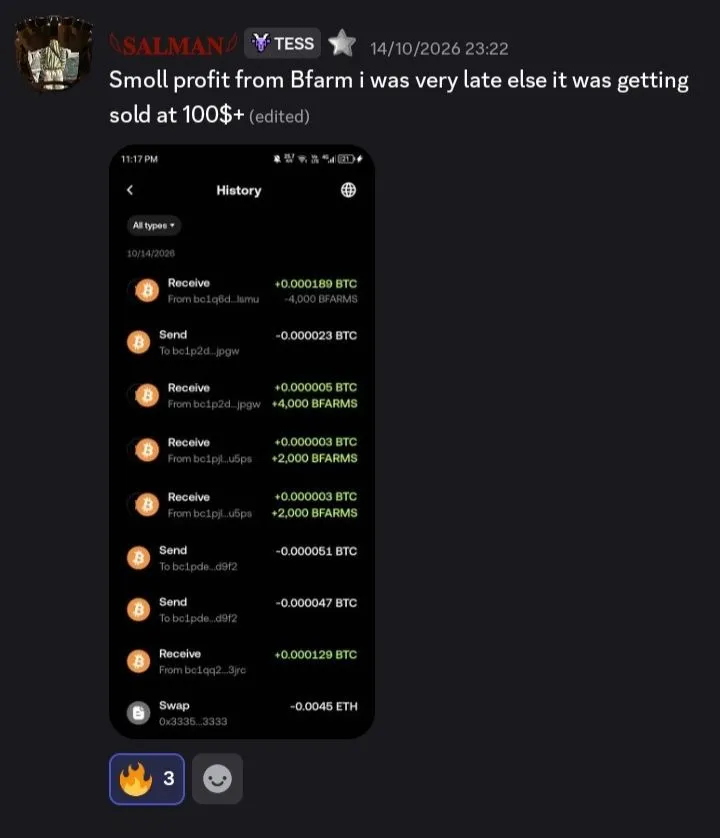 SALMAN TESS 14/10/2026 23:22
Smoll profit from Bfarm i was very late else it was getting
sold at 100$+ (edited)
11:17 PM
History
All types
10/14/2026
Receive +0.000189 BTC
From bc1q6d...lsmu -4,000 BFARMS
Send -0.000023 BTC
To bc1p2d...jpgw
Receive +0.000005 BTC
From bc1p2d...jpgw +4,000 BFARMS
Receive +0.000003 BTC
From bc1pjl...u5ps +2,000 BFARMS
Receive +0.000003 BTC
From bc1pjl...u5ps +2,000 BFARMS
Send -0.000051 BTC
To bc1pde...d9f2
Send -0.000047 BTC
To bc1pde...d9f2
Receive +0.000129 BTC
From bc1qq2...3jrc
Swap -0.0045 ETH
0x3335...3333
3